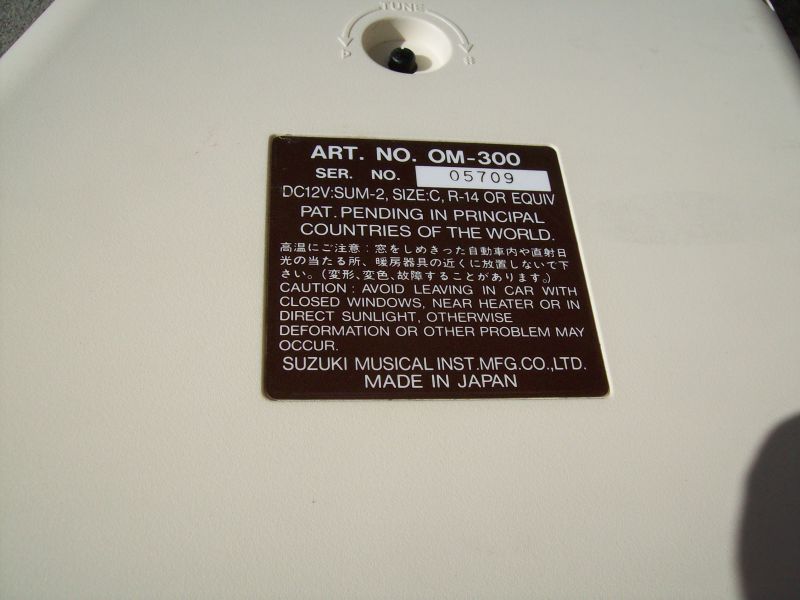 TUNE
ART. NO. OM-300
SER. NO. 05709
DC12V:SUM-2, SIZE:C, R-14 OR EQUIV
PAT. PENDING IN PRINCIPAL
COUNTRIES OF THE WORLD.
高温にご注意：窓をしめきった自動車内や直射日
光の当たる所、暖房器具の近くに放置しないで下
さい。（変形、変色、故障することがあります。）
CAUTION : AVOID LEAVING IN CAR WITH
CLOSED WINDOWS, NEAR HEATER OR IN
DIRECT SUNLIGHT, OTHERWISE
DEFORMATION OR OTHER PROBLEM MAY
OCCUR.
SUZUKI MUSICAL INST.MFG.CO.,LTD.
MADE IN JAPAN